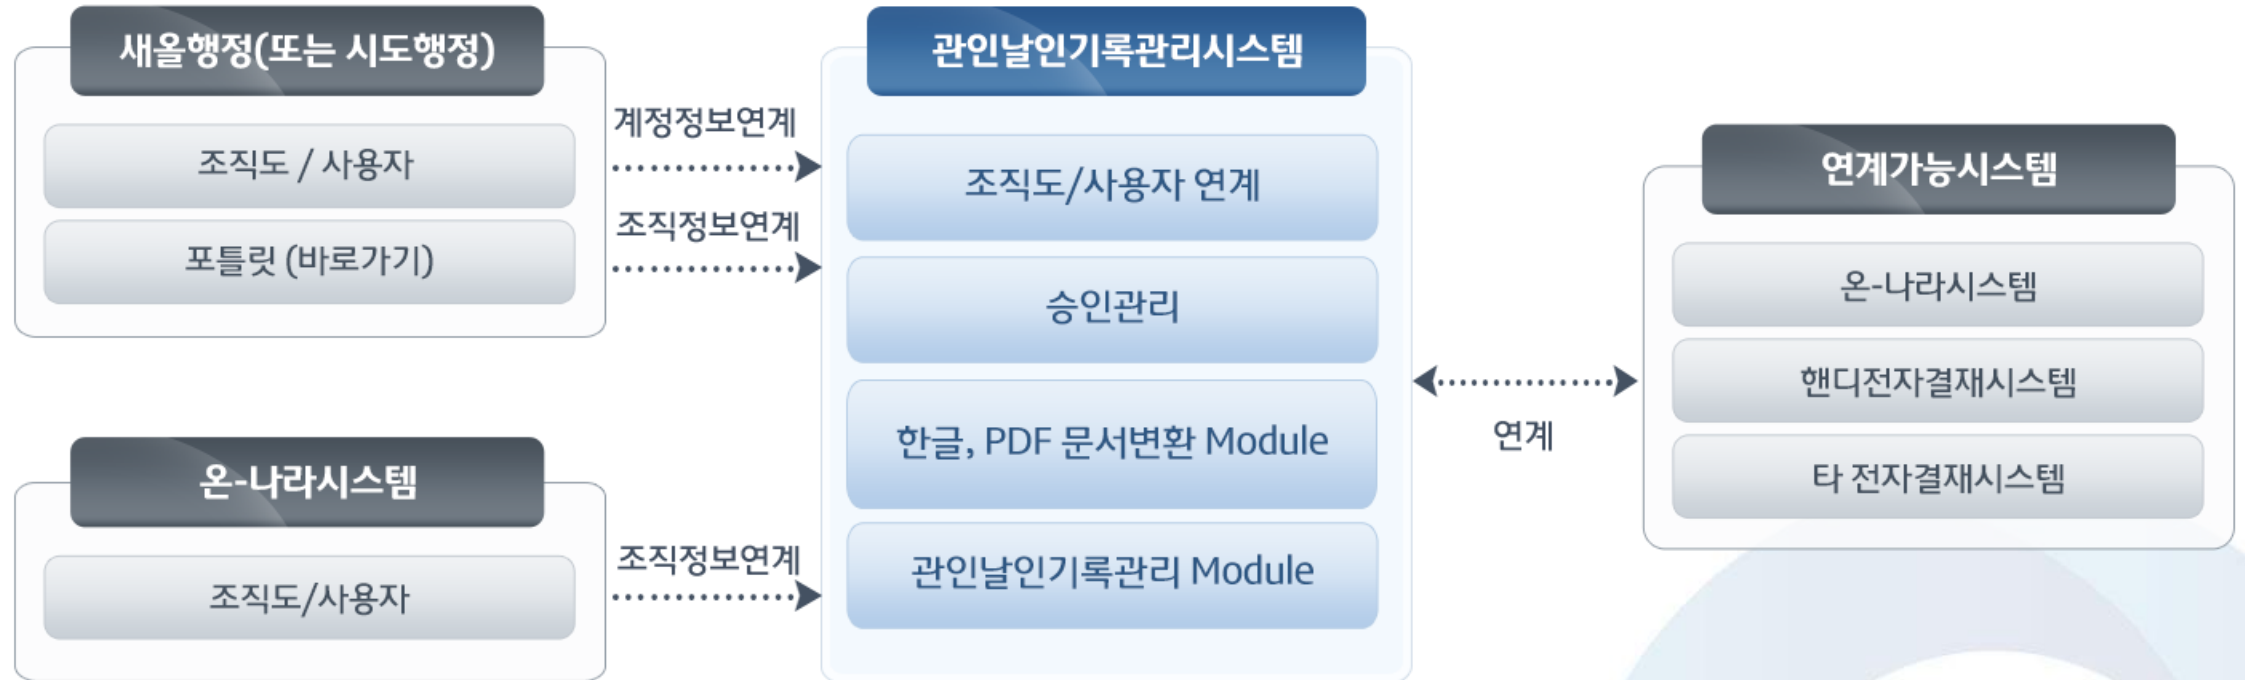 새올행정(또는 시도행정)
조직도 / 사용자
포틀릿 (바로가기)
온-나라시스템
조직도/사용자
계정정보연계
조직정보연계
조직정보연계
관인날인기록관리시스템
조직도/사용자 연계
승인관리
한글, PDF 문서변환 Module
관인날인기록관리 Module
연계
연계가능시스템
온-나라시스템
핸디전자결재시스템
타 전자결재시스템